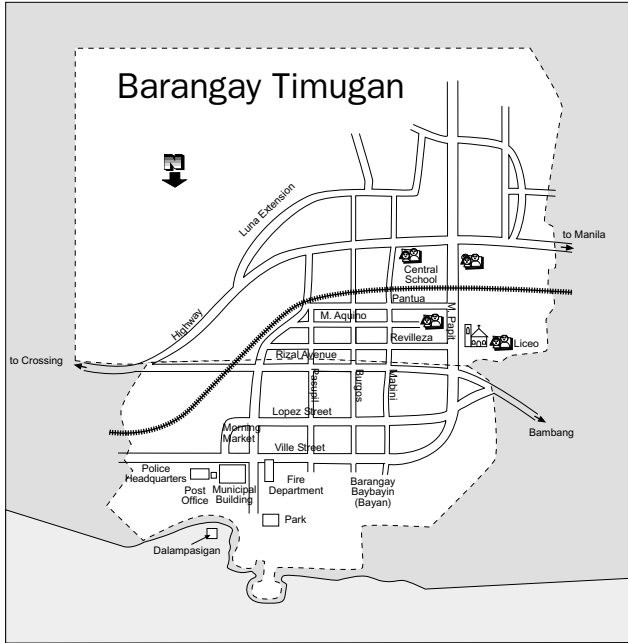 Barangay Timugan
N
Luna Extension
to Manila
Central
School
Pantua
Highway
M. Aquino
M. Papit
Revilleza
Liceo
to Crossing
Rizal Avenue
Pasupil
Burgos
Mabini
Lopez Street
Morning
Market
Bambang
Ville Street
Police
Headquarters
Post
Office
Municipal
Building
Fire
Department
Barangay
Baybayin
(Bayan)
Park
Dalampasigan